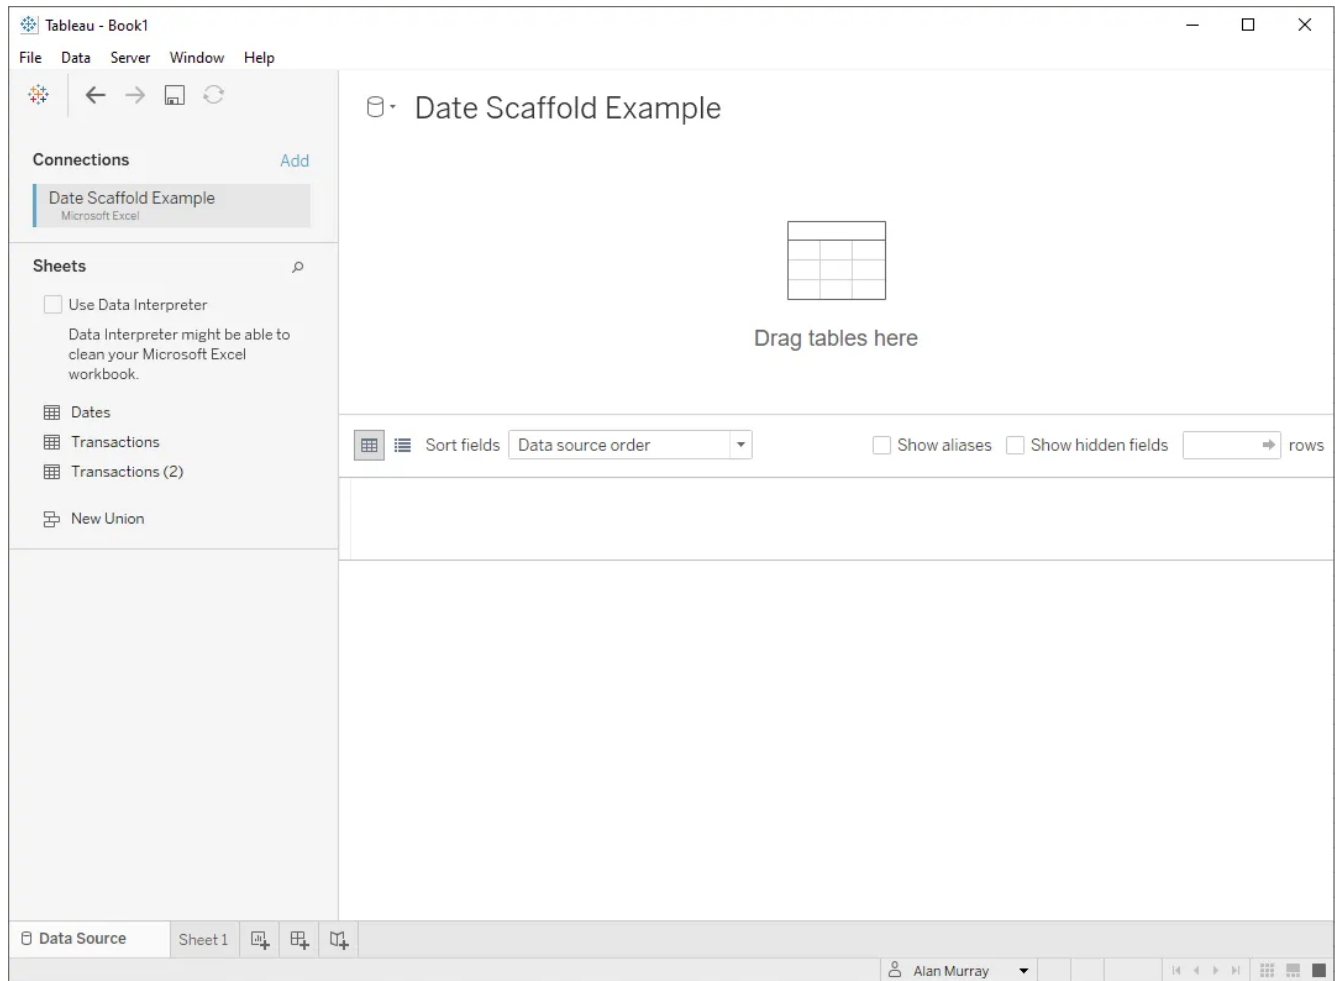 Tableau - Book1
File Data Server Window Help
Date Scaffold Example
Connections Add
Date Scaffold Example
Microsoft Excel
Sheets
Use Data Interpreter
Data Interpreter might be able to
clean your Microsoft Excel
workbook.
Dates
Transactions
Transactions (2)
New Union
Drag tables here
Sort fields Data source order Show aliases Show hidden fields rows
Data Source Sheet 1
Alan Murray